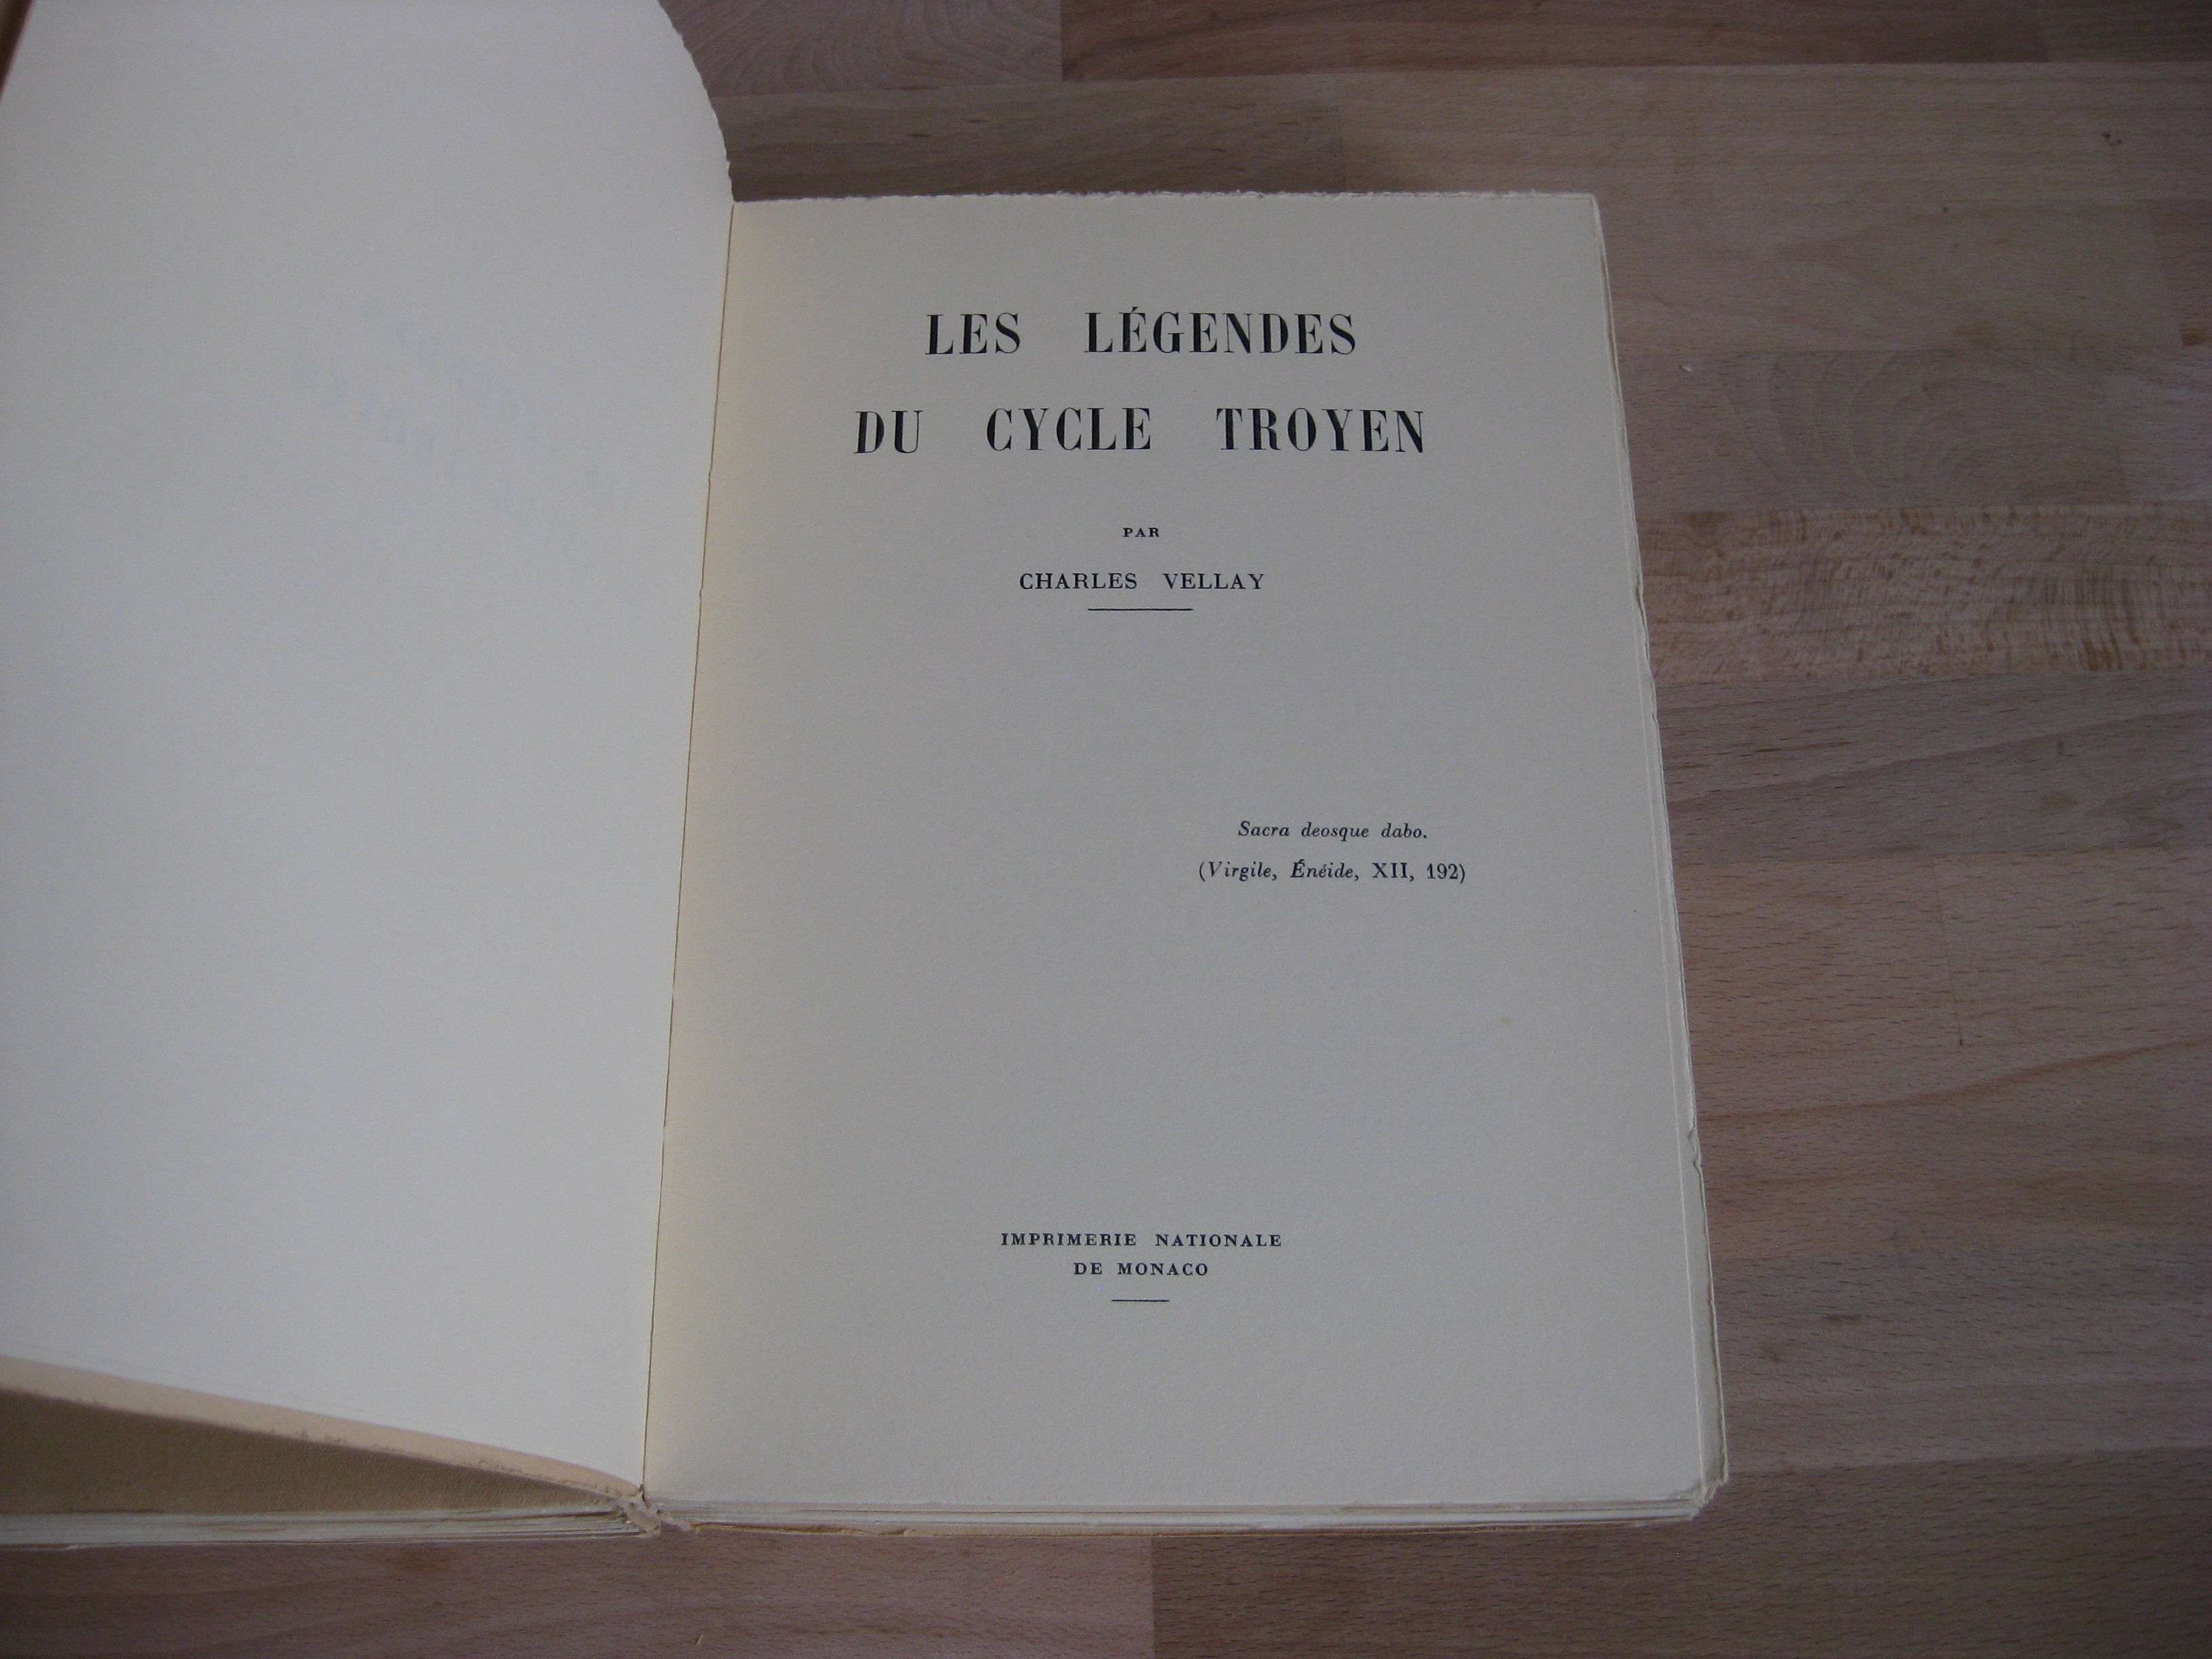 LES LÉGENDES
DU CYCLE TROYEN
PAR
CHARLES VELLAY
Sacra deosque dabo.
(Virgile, Énéide, XII, 192)
IMPRIMERIE NATIONALE
DE MONACO